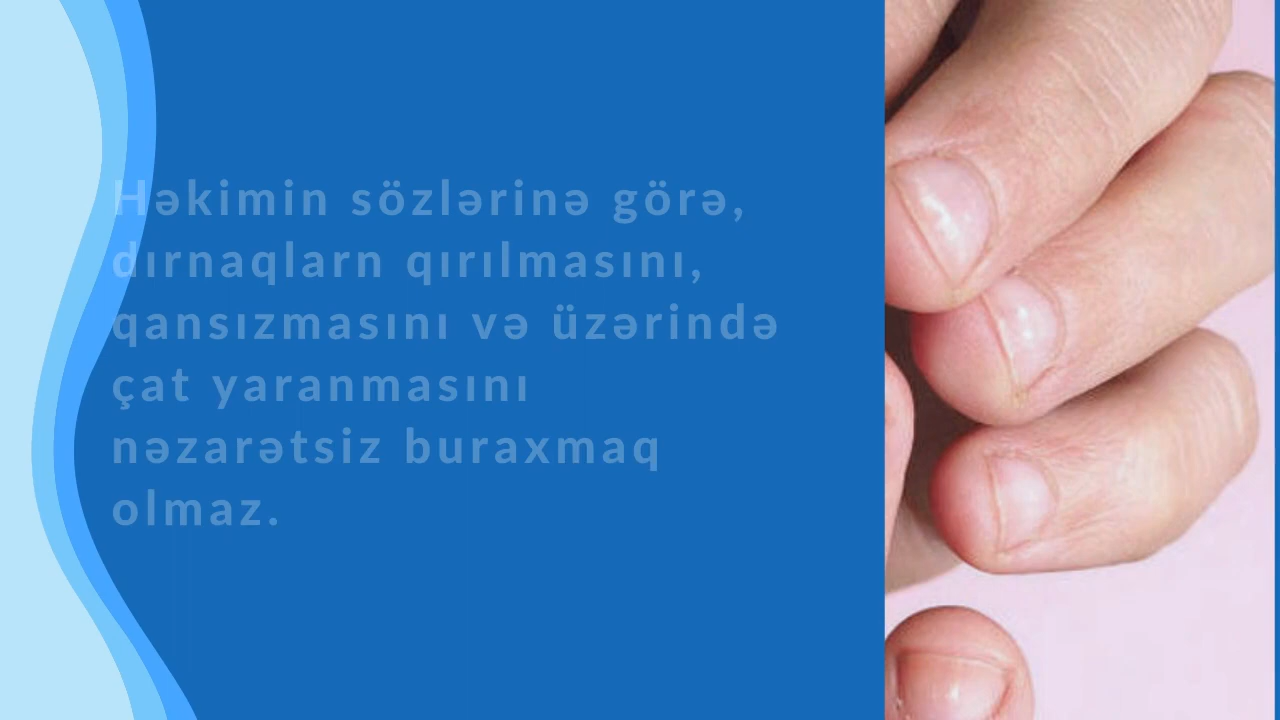 Həkimin sözlərinə görə,
dırnaqlarn qırılmasını,
qansızmasını və üzərində
çat yaranmasını
nəzarətsiz buraxmaq
olmaz.